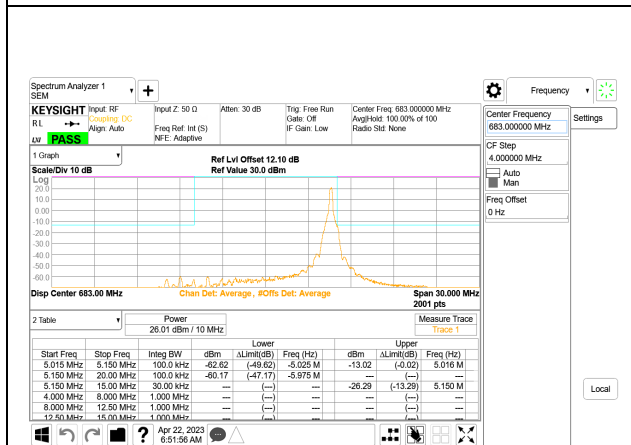 Spectrum Analyzer 1
SEM
Frequency
KEYSIGHT
Input: RF
Input Z: 50 Ω
Atten: 30 dB
Trig: Free Run
Center Freq: 683.000000 MHz
RL
Coupling: DC
Gate: Off
Avg|Hold: 100.00% of 100
Align: Auto
Freq Ref: Int (S)
IF Gain: Low
Radio Std: None
LXI
PASS
NFE: Adaptive
Center Frequency
683.000000 MHz
Settings
CF Step
4.000000 MHz
Auto
Man
Freq Offset
0 Hz
1 Graph
Ref Lvl Offset 12.10 dB
Scale/Div 10 dB
Ref Value 30.0 dBm
Log
20.0
10.0
0.00
-10.0
-20.0
-30.0
-40.0
-50.0
-60.0
Disp Center 683.00 MHz
Chan Det: Average , #Offs Det: Average
Span 30.000 MHz
2001 pts
2 Table
Power
Measure Trace
26.01 dBm / 10 MHz
Trace 1
Lower Upper
Start Freq Stop Freq Integ BW dBm ΔLimit(dB) Freq (Hz) dBm ΔLimit(dB) Freq (Hz)
5.015 MHz 5.150 MHz 100.0 kHz -62.62 (-49.62) -5.025 M -13.02 (-0.02) 5.016 M
5.150 MHz 20.00 MHz 100.0 kHz -60.17 (-47.17) -5.975 M --- (---)
5.150 MHz 15.00 MHz 30.00 kHz --- (---) -26.29 (-13.29) 5.150 M
4.000 MHz 8.000 MHz 1.000 MHz --- (---) --- (---)
8.000 MHz 12.50 MHz 1.000 MHz --- (---) --- (---)
12.50 MHz 15.00 MHz 1.000 MHz --- (---) --- (---)
Local
?
Apr 22, 2023
6:51:56 AM